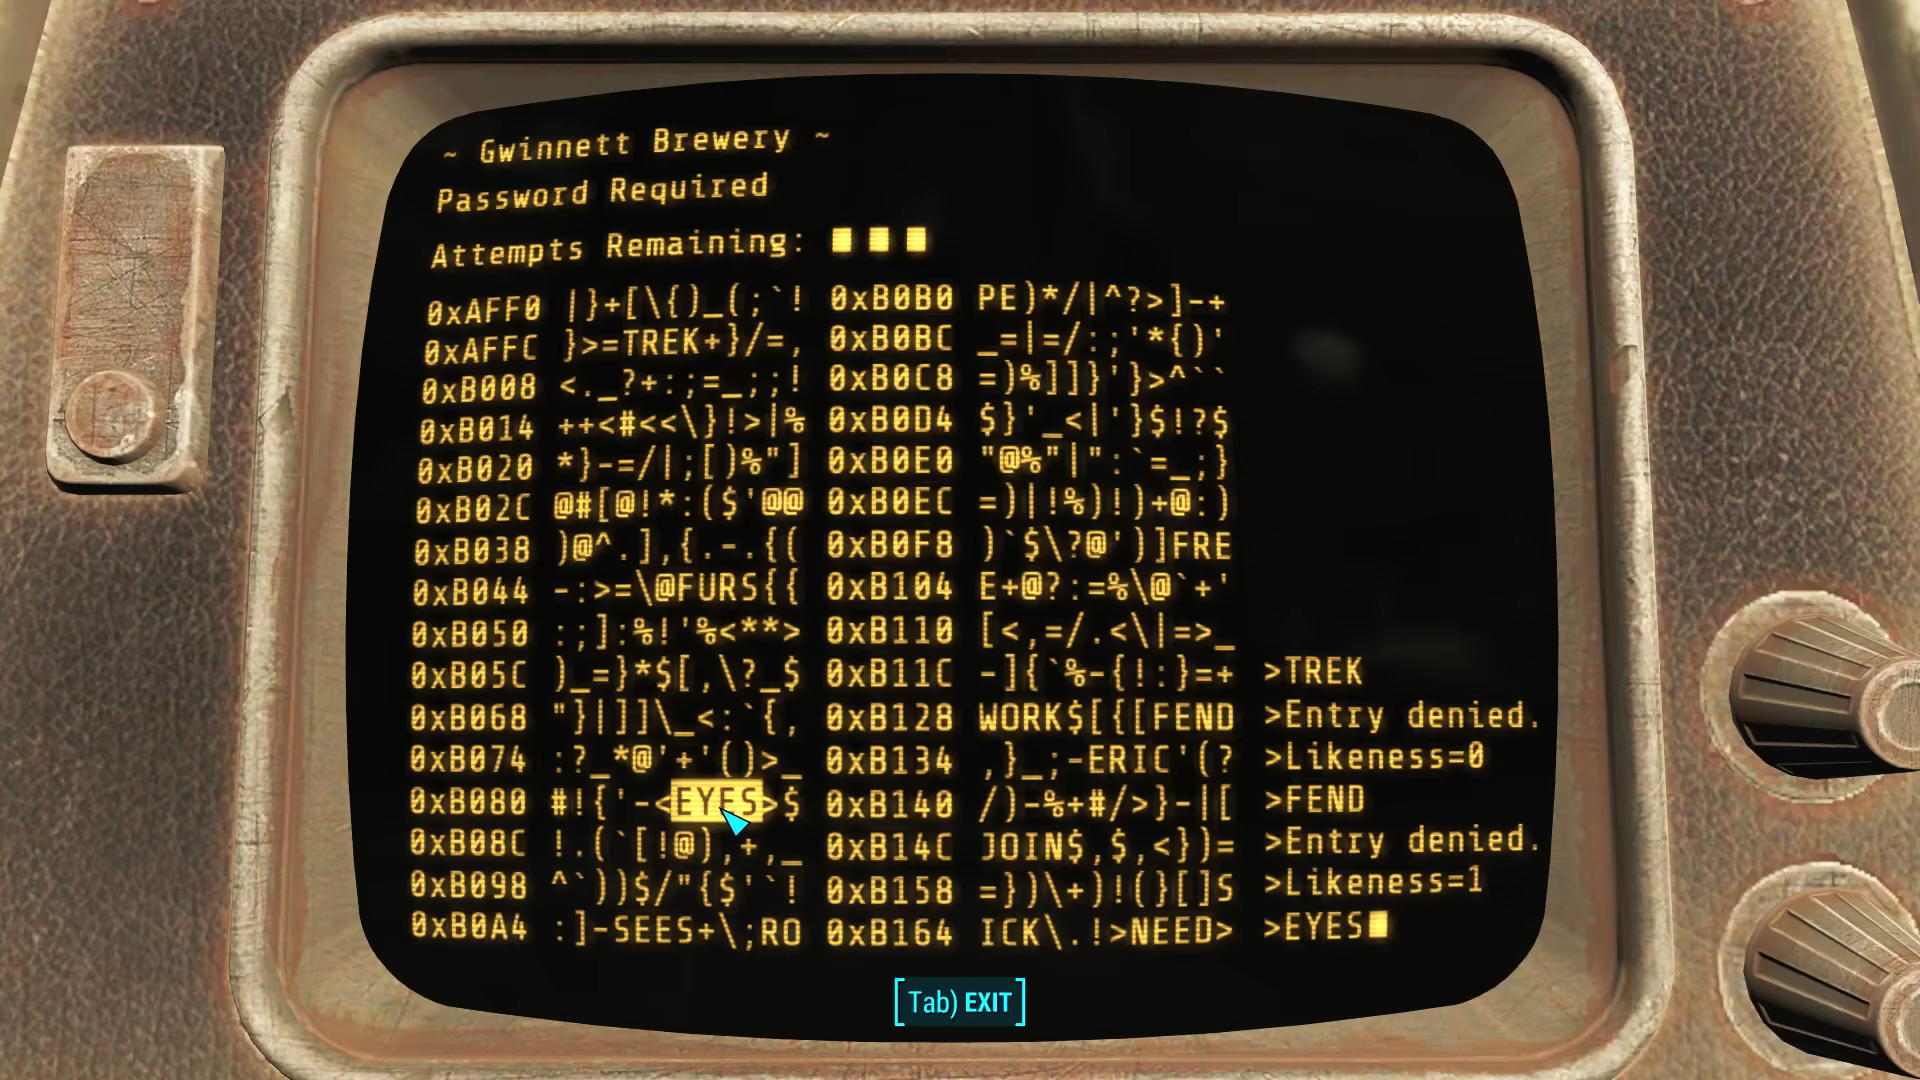 ~ Gwinnett Brewery ~
Password Required
Attempts Remaining: ■ ■ ■
0xAFF0 |}+[\{)_(;`!
0xAFFC }>=TREK+}/=,
0xB008 <._?+:;=_;;!
0xB014 ++<#<<\}!>|%
0xB020 *}-=/|;[)%"]
0xB02C @#[@!*:($'@@
0xB038 )@^.],{.-.{(
0xB044 -:>=\@FURS{{
0xB050 :;]:%!'%<**>
0xB05C )_=}*$[,\?_$
0xB068 "}|]]\_<:`{,
0xB074 :?_*@'+'()>_
0xB080 #!{'-<EYES>$
0xB08C !.(`[!@),+,_
0xB098 ^`))$/"{$'`!
0xB0A4 :]-SEES+\;RO
0xB0B0 PE)*/|^?>]-+
0xB0BC _=|=/:;'*{)'
0xB0C8 =)%]]}'}>^``
0xB0D4 $}'_<|'}$!?$
0xB0E0 "@%"|":`=_;}
0xB0EC =)|!%)!)+@:)
0xB0F8 )`$\?@')]FRE
0xB104 E+@?:=%\@`+'
0xB110 [<,=/.<\|=>_
0xB11C -]{`%-{!:}=+
0xB128 WORK$[{[FEND
0xB134 ,}_;-ERIC'(?
0xB140 /)-%+#/>}-|[
0xB14C JOIN$,$,<})=
0xB158 =})\+)!(}[]S
0xB164 ICK\.!>NEED>
>TREK
>Entry denied.
>Likeness=0
>FEND
>Entry denied.
>Likeness=1
>EYES■
Tab) EXIT